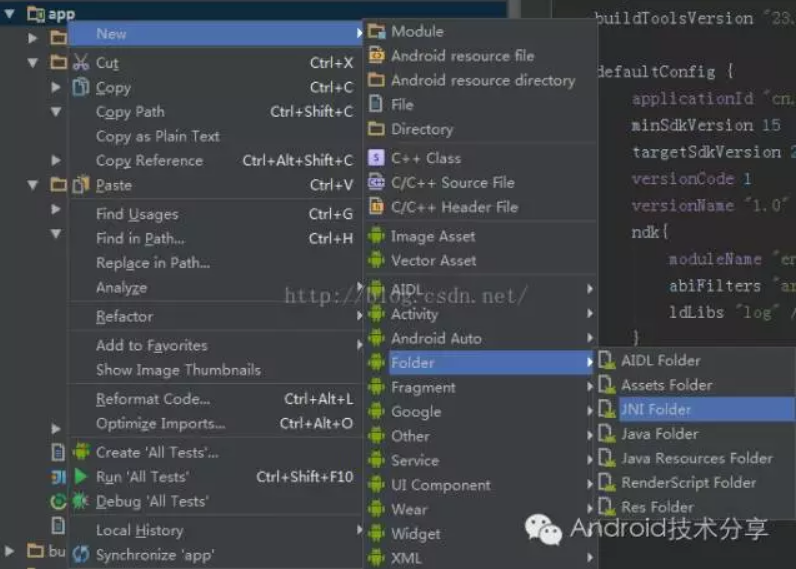 app
New
Cut Ctrl+X
Copy Ctrl+C
Copy Path Ctrl+Shift+C
Copy as Plain Text
Copy Reference Ctrl+Alt+Shift+C
Paste Ctrl+V
Find Usages Ctrl+G
Find in Path... Ctrl+H
Replace in Path...
Analyze
Refactor
Add to Favorites
Show Image Thumbnails
Reformat Code... Ctrl+Alt+L
Optimize Imports... Ctrl+Alt+O
Create 'All Tests'...
Run 'All Tests' Ctrl+Shift+F10
Debug 'All Tests'
Local History
bu
Synchronize 'app'
Module
Android resource file
Android resource directory
File
Directory
C++ Class
C/C++ Source File
C/C++ Header File
Image Asset
Vector Asset
AIDL
Activity
Android Auto
Folder
Fragment
Google
Other
Service
UI Component
Wear
Widget
XML
AIDL Folder
Assets Folder
JNI Folder
Java Folder
Java Resources Folder
RenderScript Folder
Res Folder
buildToolsVersion "23.
defaultConfig {
applicationId "cn.
minSdkVersion 15
targetSdkVersion 2
versionCode 1
versionName "1.0"
ndk{
moduleName "en
abiFilters "ar
ldLibs "log" /
}
http://blog.csdn.net/
Android技术分享